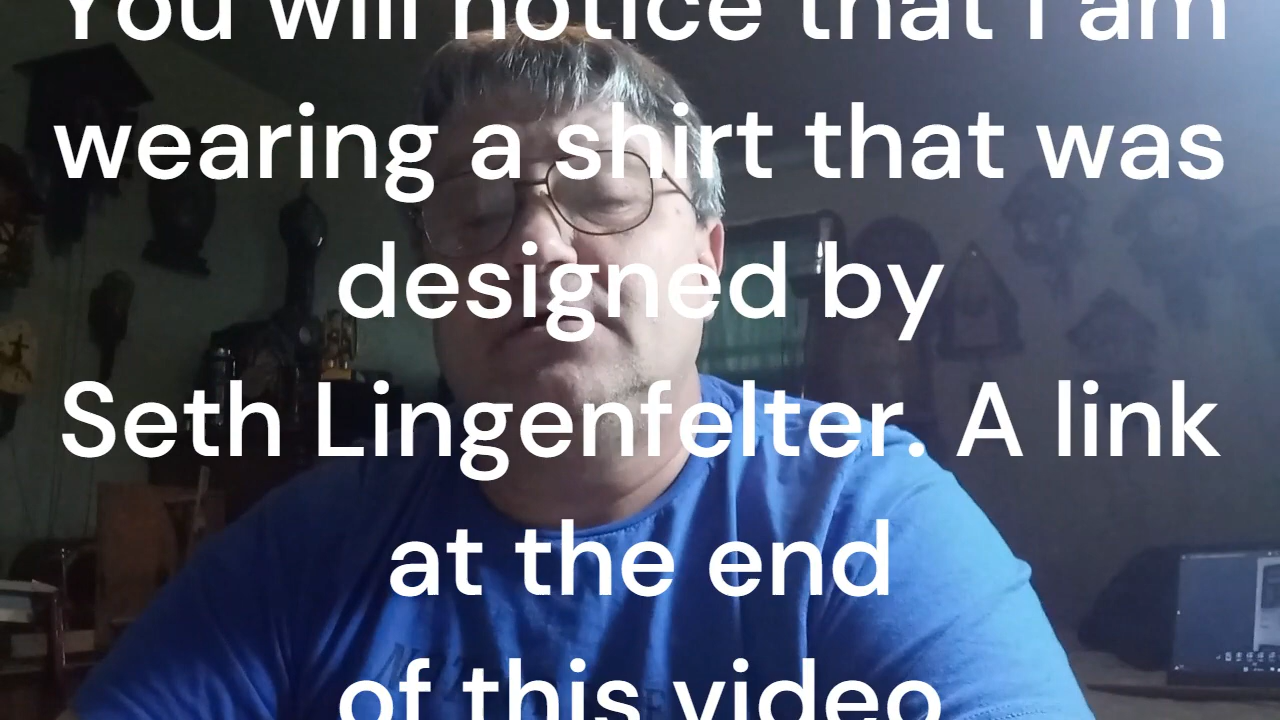 You will notice that I am
wearing a shirt that was
designed by
Seth Lingenfelter. A link
at the end
of this video